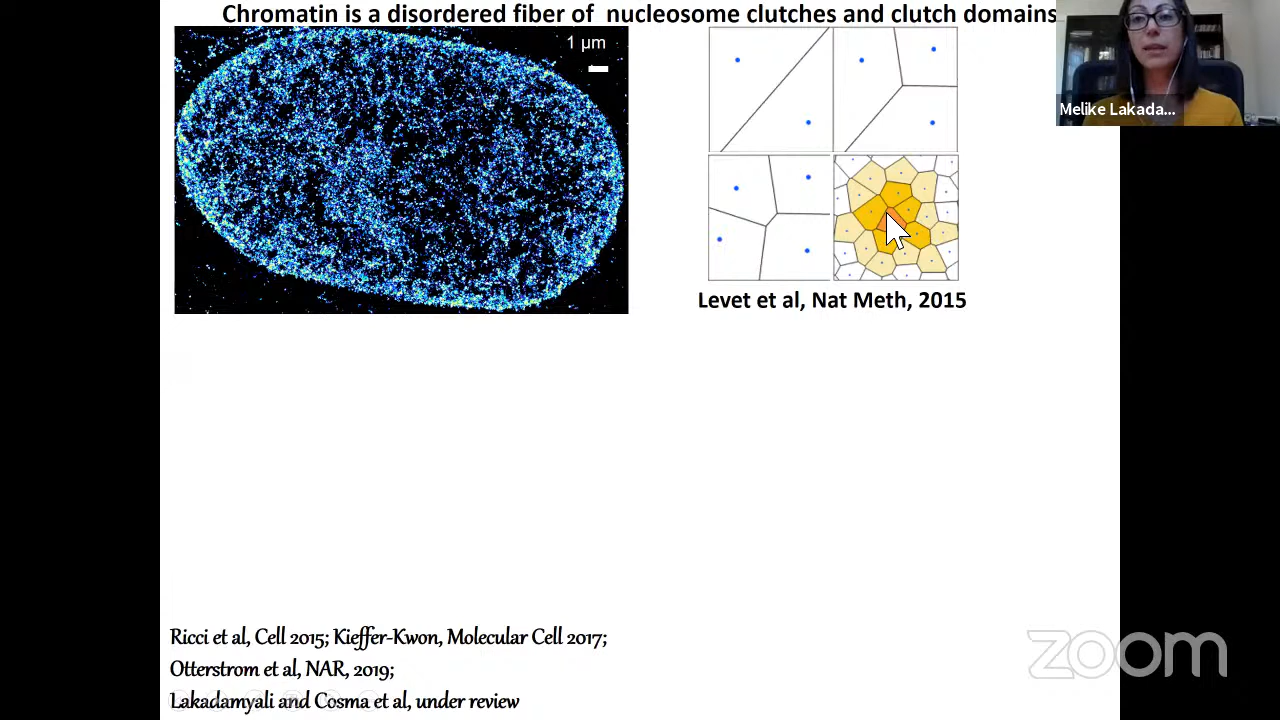 Chromatin is a disordered fiber of nucleosome clutches and clutch domains
1 µm
Melike Lakada...
Levet et al, Nat Meth, 2015
Ricci et al, Cell 2015; Kieffer-Kwon, Molecular Cell 2017;
Otterstrom et al, NAR, 2019;
Lakadamyali and Cosma et al, under review
zoom